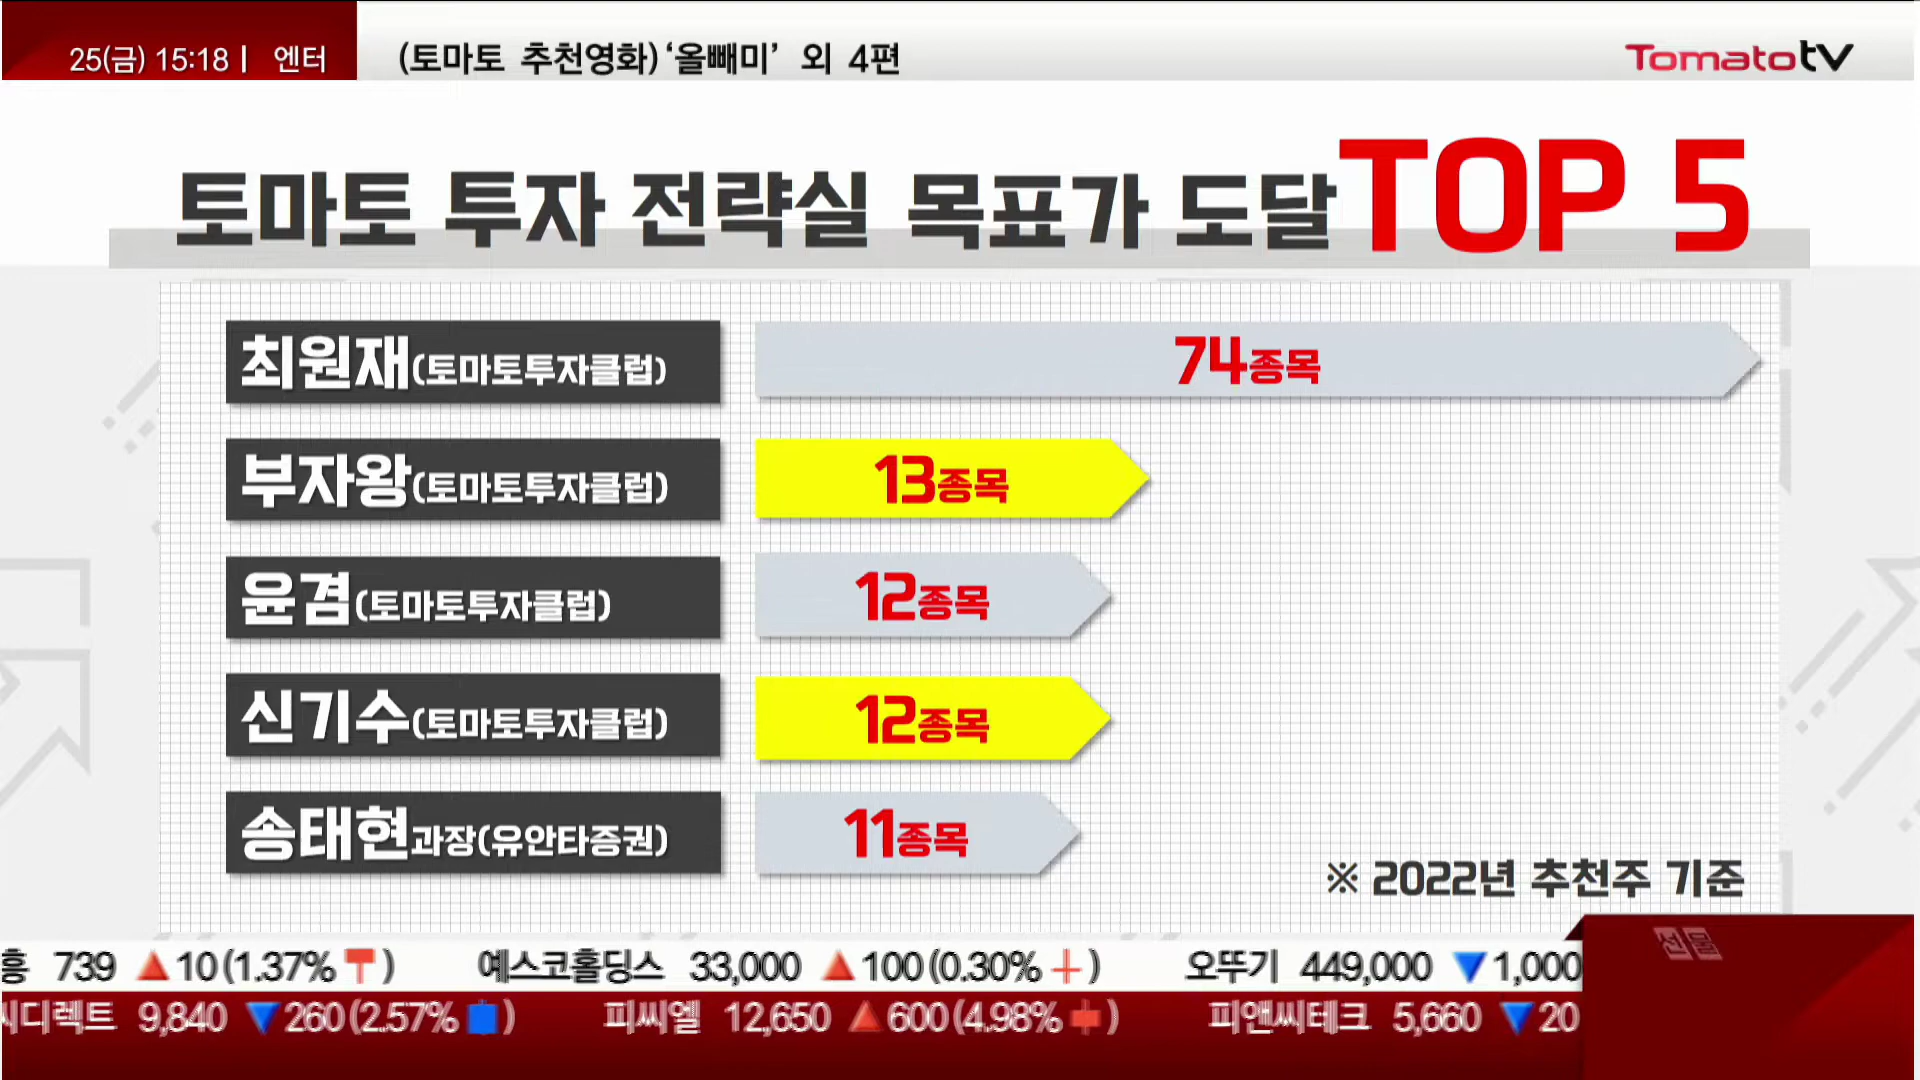 25(금) 15:18 | 엔터 (토마토 추천영화) ‘올빼미’ 외 4편 Tomatotv
토마토 투자 전략실 목표가 도달 TOP 5
최원재(토마토투자클럽) 74종목
부자왕(토마토투자클럽) 13종목
윤겸(토마토투자클럽) 12종목
신기수(토마토투자클럽) 12종목
송태현과장(유안타증권) 11종목
※ 2022년 추천주 기준
739 ▲10(1.37%) 예스코홀딩스 33,000 ▲100(0.30%) 오뚜기 449,000 ▼1,000
씨디렉트 9,840 ▼260(2.57%) 피씨엘 12,650 ▲600(4.98%) 피앤씨테크 5,660 ▼20